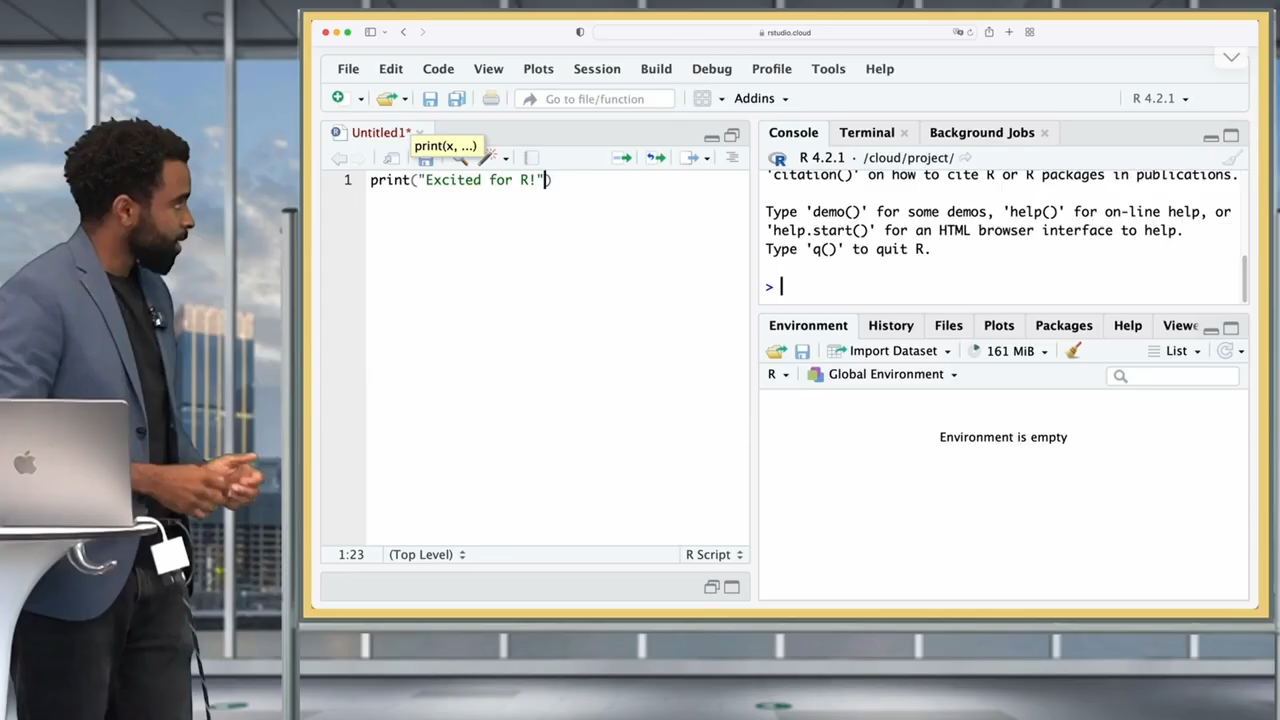 rstudio.cloud
File Edit Code View Plots Session Build Debug Profile Tools Help
Go to file/function Addins R 4.2.1
Untitled1*
print(x, ...)
1 print("Excited for R!")
1:23 (Top Level) R Script
Console Terminal Background Jobs
R 4.2.1 · /cloud/project/
'citation()' on how to cite R or R packages in publications.
Type 'demo()' for some demos, 'help()' for on-line help, or
'help.start()' for an HTML browser interface to help.
Type 'q()' to quit R.
>
Environment History Files Plots Packages Help Viewe
Import Dataset 161 MiB List
R Global Environment
Environment is empty